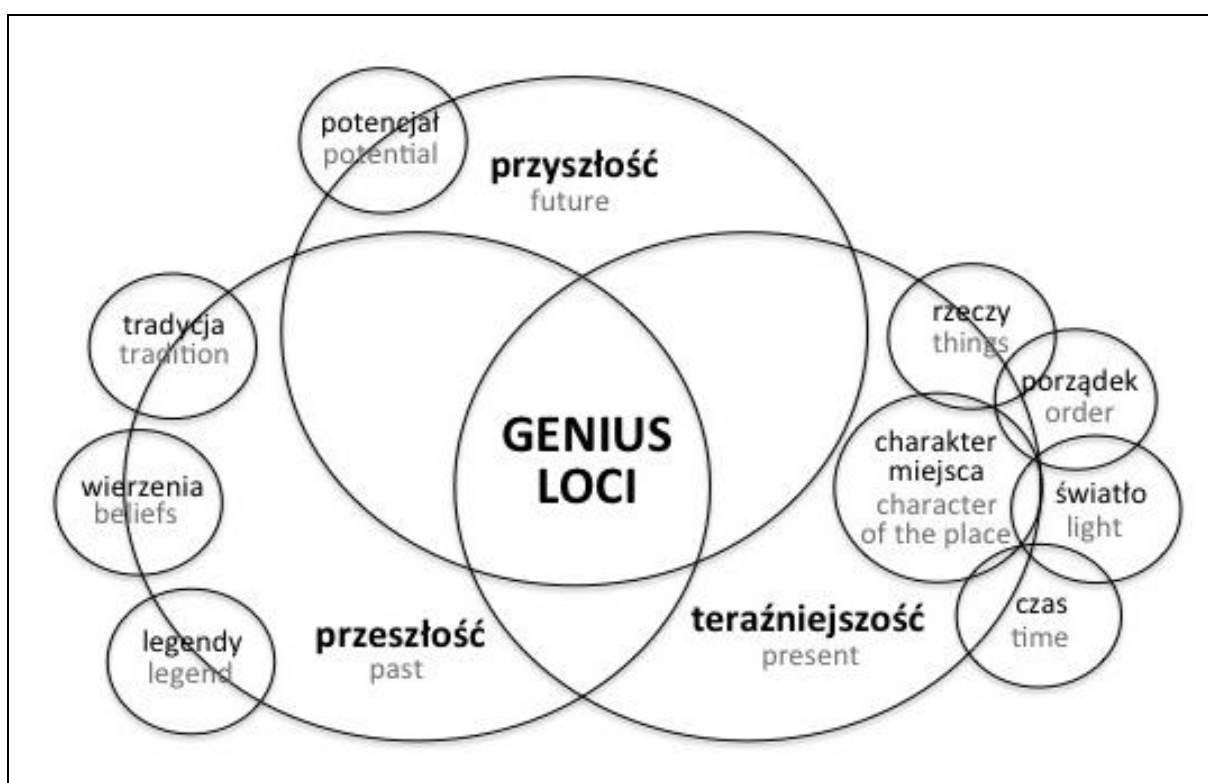 potencjał
potential
przyszłość
future
tradycja
tradition
wierzenia
beliefs
legendy
legend
przeszłość
past
GENIUS
LOCI
teraźniejszość
present
rzeczy
things
porządek
order
charakter
miejsca
character
of the place
światło
light
czas
time